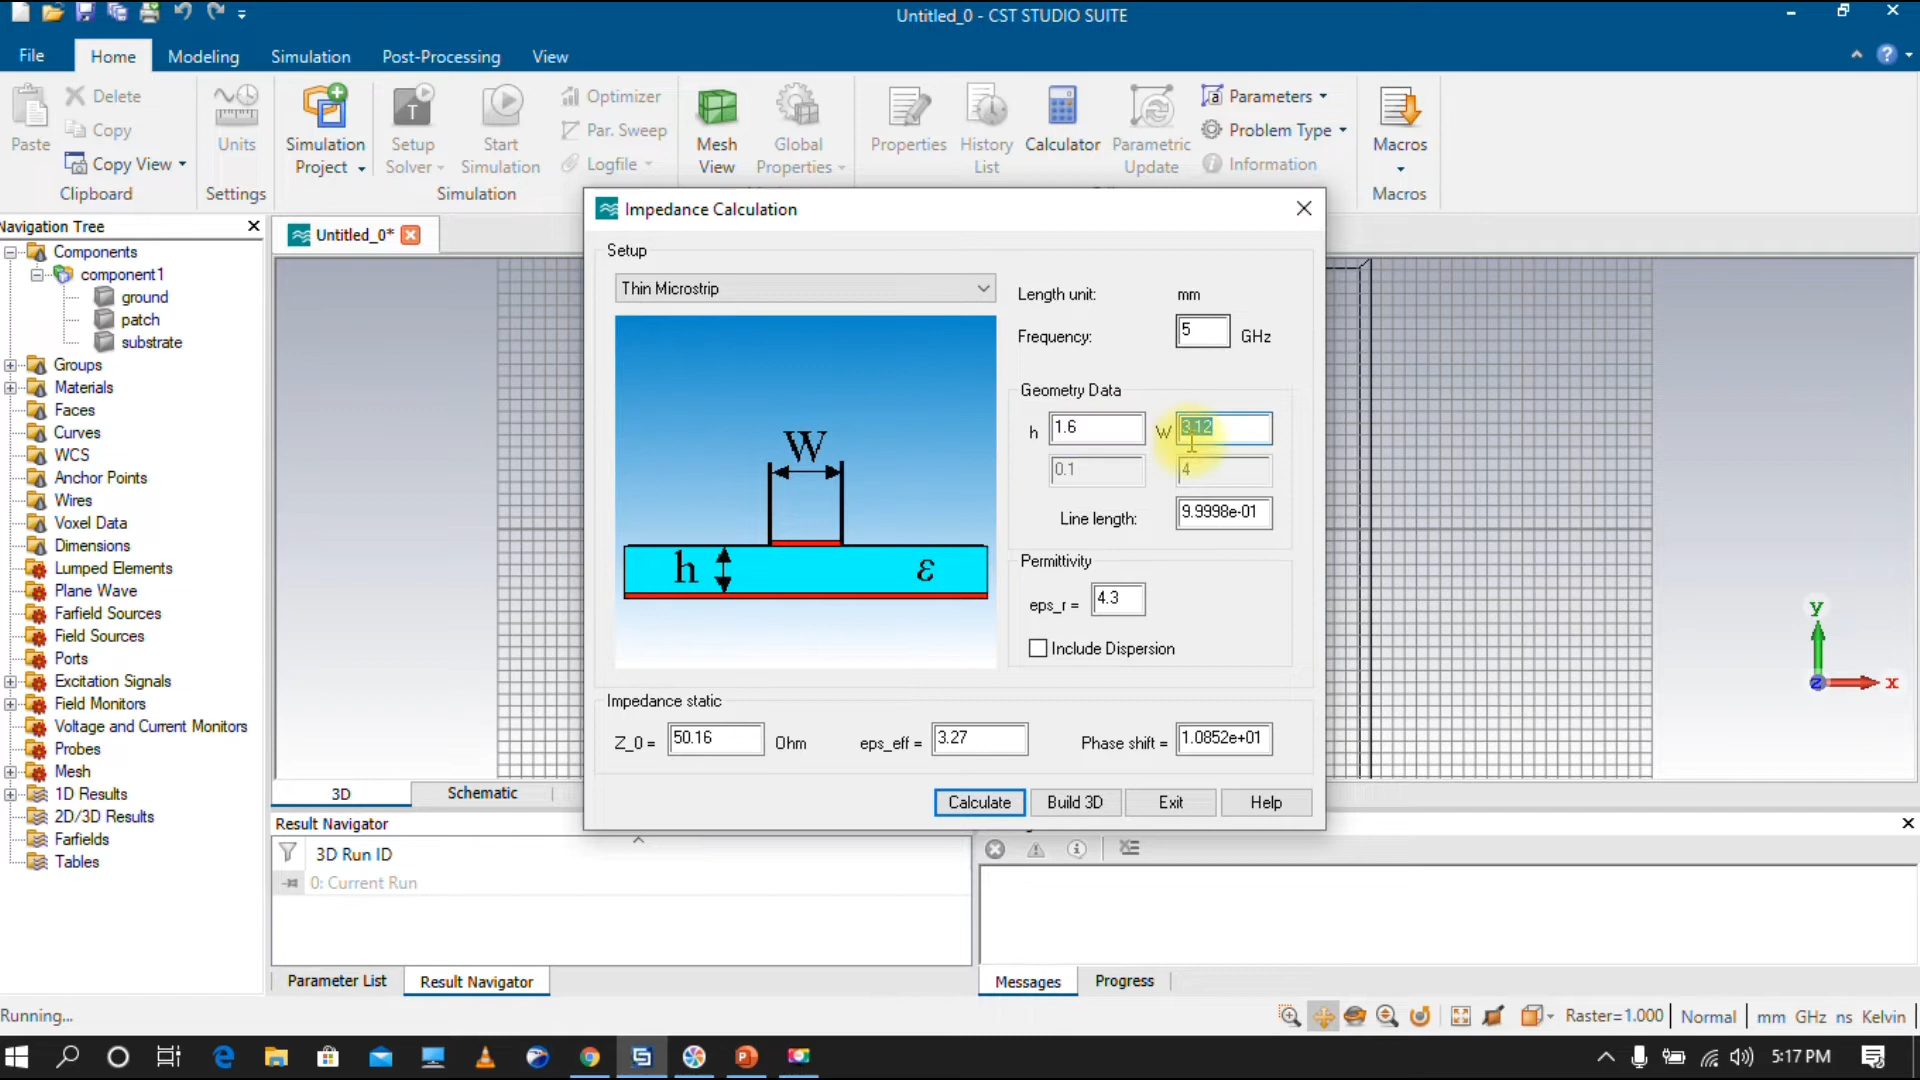 Untitled_0 - CST STUDIO SUITE
File
Home
Modeling
Simulation
Post-Processing
View
Paste
Delete
Copy
Copy View
Clipboard
Units
Settings
Simulation
Project
Setup
Solver
Start
Simulation
Optimizer
Par. Sweep
Logfile
Simulation
Mesh
View
Global
Properties
Properties
History
List
Calculator
Parametric
Update
Parameters
Problem Type
Information
Macros
Macros
Navigation Tree
Components
component1
ground
patch
substrate
Groups
Materials
Faces
Curves
WCS
Anchor Points
Wires
Voxel Data
Dimensions
Lumped Elements
Plane Wave
Farfield Sources
Field Sources
Ports
Excitation Signals
Field Monitors
Voltage and Current Monitors
Probes
Mesh
1D Results
2D/3D Results
Farfields
Tables
Untitled_0*
Impedance Calculation
Setup
Thin Microstrip
W
h
ε
Length unit: mm
Frequency: 5 GHz
Geometry Data
h 1.6 W 3.12
0.1 4
Line length: 9.9998e-01
Permittivity
eps_r = 4.3
Include Dispersion
Impedance static
Z_0 = 50.16 Ohm eps_eff = 3.27 Phase shift = 1.0852e+01
Calculate Build 3D Exit Help
y
z x
3D
Schematic
Result Navigator
3D Run ID
0: Current Run
Parameter List
Result Navigator
Messages
Progress
Running...
Raster=1.000 Normal mm GHz ns Kelvin
5:17 PM